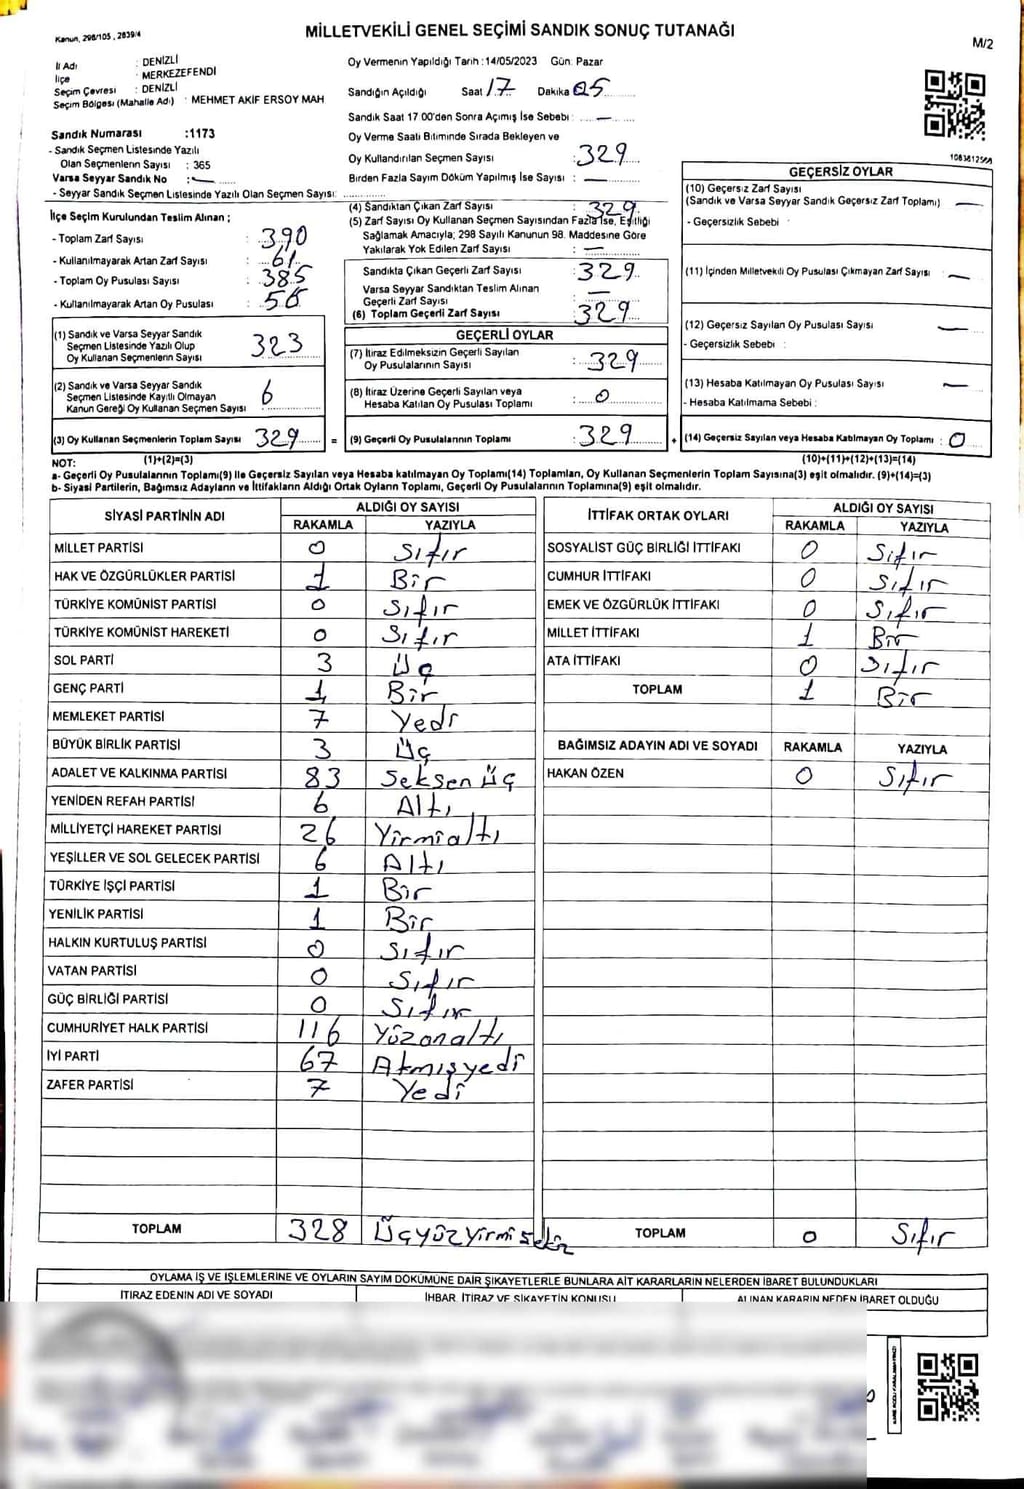 Kanun, 298/105, 2839/4
MİLLETVEKİLİ GENEL SEÇİMİ SANDIK SONUÇ TUTANAĞI
M/2
İl Adı : DENİZLİ
İlçe : MERKEZEFENDİ
Seçim Çevresi : DENİZLİ
Seçim Bölgesi (Mahalle Adı) : MEHMET AKİF ERSOY MAH
Sandık Numarası :1173
- Sandık Seçmen Listesinde Yazılı
Olan Seçmenlerin Sayısı : 365
Varsa Seyyar Sandık No :-
- Seyyar Sandık Seçmen Listesinde Yazılı Olan Seçmen Sayısı:
Oy Vermenin Yapıldığı Tarih :14/05/2023 Gün: Pazar
Sandığın Açıldığı Saat 17 Dakika 05
Sandık Saat 17 00'den Sonra Açımış İse Sebebi : —
Oy Verme Saati Bitiminde Sırada Bekleyen ve
Oy Kullandırılan Seçmen Sayısı : 329
Birden Fazla Sayım Döküm Yapılmış İse Sayısı : —
İlçe Seçim Kurulundan Teslim Alınan ;
- Toplam Zarf Sayısı : 390
- Kullanılmayarak Artan Zarf Sayısı : 61
- Toplam Oy Pusulası Sayısı : 385
- Kullanılmayarak Artan Oy Pusulası : 56
(1) Sandık ve Varsa Seyyar Sandık
Seçmen Listesinde Yazılı Olup
Oy Kullanan Seçmenlerin Sayısı 323
(2) Sandık ve Varsa Seyyar Sandık
Seçmen Listesinde Kayıtlı Olmayan
Kanun Gereği Oy Kullanan Seçmen Sayısı : 6
(3) Oy Kullanan Seçmenlerin Toplam Sayısı 329 =
(4) Sandıktan Çıkan Zarf Sayısı : 329
(5) Zarf Sayısı Oy Kullanan Seçmen Sayısından Fazla İse, Eşitliği
Sağlamak Amacıyla; 298 Sayılı Kanunun 98. Maddesine Göre
Yakılarak Yok Edilen Zarf Sayısı : —
Sandıkta Çıkan Geçerli Zarf Sayısı : 329
Varsa Seyyar Sandıktan Teslim Alınan
Geçerli Zarf Sayısı : —
(6) Toplam Geçerli Zarf Sayısı : 329
GEÇERLİ OYLAR
(7) İtiraz Edilmeksizin Geçerli Sayılan
Oy Pusulalarının Sayısı : 329
(8) İtiraz Üzerine Geçerli Sayılan veya
Hesaba Katılan Oy Pusulası Toplamı : 0
(9) Geçerli Oy Pusulalarının Toplamı : 329 +
1083812568
GEÇERSİZ OYLAR
(10) Geçersiz Zarf Sayısı
(Sandık ve Varsa Seyyar Sandık Geçersiz Zarf Toplamı) —
- Geçersizlik Sebebi :
(11) İçinden Milletvekili Oy Pusulası Çıkmayan Zarf Sayısı : —
(12) Geçersiz Sayılan Oy Pusulası Sayısı —
- Geçersizlik Sebebi :
(13) Hesaba Katılmayan Oy Pusulası Sayısı : —
- Hesaba Katılmama Sebebi :
(14) Geçersiz Sayılan veya Hesaba Katılmayan Oy Toplamı : 0
NOT: (1)+(2)=(3) (10)+(11)+(12)+(13)=(14)
a- Geçerli Oy Pusulalarının Toplamı(9) İle Geçersiz Sayılan veya Hesaba katılmayan Oy Toplamı(14) Toplamları, Oy Kullanan Seçmenlerin Toplam Sayısına(3) eşit olmalıdır. (9)+(14)=(3)
b- Siyasi Partilerin, Bağımsız Adayların ve İttifakların Aldığı Ortak Oyların Toplamı, Geçerli Oy Pusulalarının Toplamına(9) eşit olmalıdır.
SİYASİ PARTİNİN ADI ALDIĞI OY SAYISI
RAKAMLA YAZIYLA
MİLLET PARTİSİ 0 Sıfır
HAK VE ÖZGÜRLÜKLER PARTİSİ 1 Bir
TÜRKİYE KOMÜNİST PARTİSİ 0 Sıfır
TÜRKİYE KOMÜNİST HAREKETİ 0 Sıfır
SOL PARTİ 3 Üç
GENÇ PARTİ 1 Bir
MEMLEKET PARTİSİ 7 Yedi
BÜYÜK BİRLİK PARTİSİ 3 Üç
ADALET VE KALKINMA PARTİSİ 83 Seksen üç
YENİDEN REFAH PARTİSİ 6 Altı
MİLLİYETÇİ HAREKET PARTİSİ 26 Yirmialtı
YEŞİLLER VE SOL GELECEK PARTİSİ 6 Altı
TÜRKİYE İŞÇİ PARTİSİ 1 Bir
YENİLİK PARTİSİ 1 Bir
HALKIN KURTULUŞ PARTİSİ 0 Sıfır
VATAN PARTİSİ 0 Sıfır
GÜÇ BİRLİĞİ PARTİSİ 0 Sıfır
CUMHURİYET HALK PARTİSİ 116 Yüzonaltı
İYİ PARTİ 67 Atmışyedi
ZAFER PARTİSİ 7 Yedi
TOPLAM 328 Üçyüzyirmi sekiz
İTTİFAK ORTAK OYLARI ALDIĞI OY SAYISI
RAKAMLA YAZIYLA
SOSYALİST GÜÇ BİRLİĞİ İTTİFAKI 0 Sıfır
CUMHUR İTTİFAKI 0 Sıfır
EMEK VE ÖZGÜRLÜK İTTİFAKI 0 Sıfır
MİLLET İTTİFAKI 1 Bir
ATA İTTİFAKI 0 Sıfır
TOPLAM 1 Bir
BAĞIMSIZ ADAYIN ADI VE SOYADI RAKAMLA YAZIYLA
HAKAN ÖZEN 0 Sıfır
TOPLAM 0 Sıfır
OYLAMA İŞ VE İŞLEMLERİNE VE OYLARIN SAYIM DÖKÜMÜNE DAİR ŞİKAYETLERLE BUNLARA AİT KARARLARIN NELERDEN İBARET BULUNDUKLARI
İTİRAZ EDENİN ADI VE SOYADI İHBAR, İTİRAZ VE ŞİKAYETİN KONUSU ALINAN KARARIN NEDEN İBARET OLDUĞU